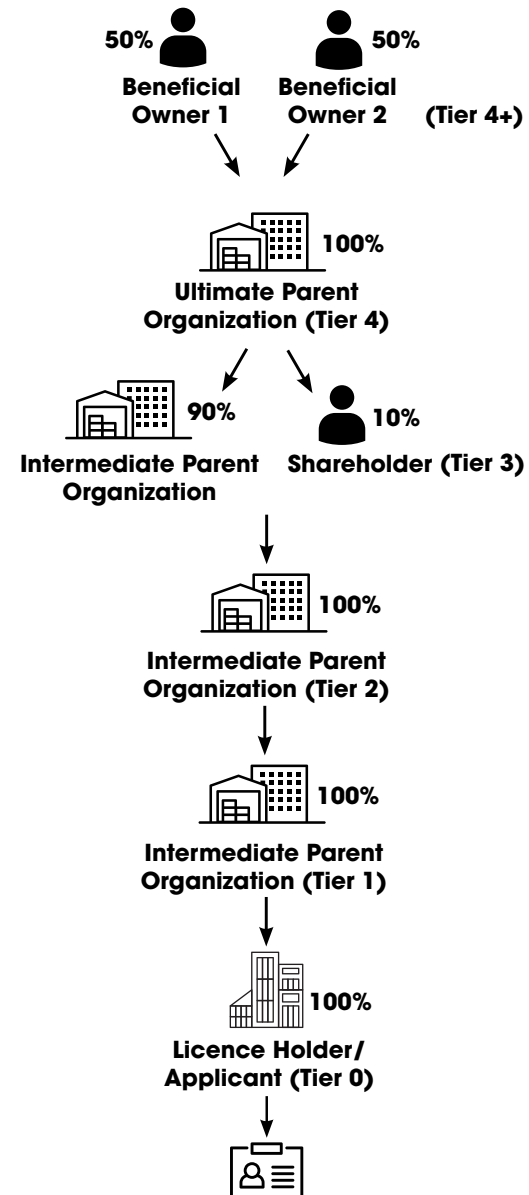 50% 50%
Beneficial Beneficial
Owner 1 Owner 2 (Tier 4+)
100%
Ultimate Parent
Organization (Tier 4)
90% 10%
Intermediate Parent Shareholder (Tier 3)
Organization
100%
Intermediate Parent
Organization (Tier 2)
100%
Intermediate Parent
Organization (Tier 1)
100%
Licence Holder/
Applicant (Tier 0)